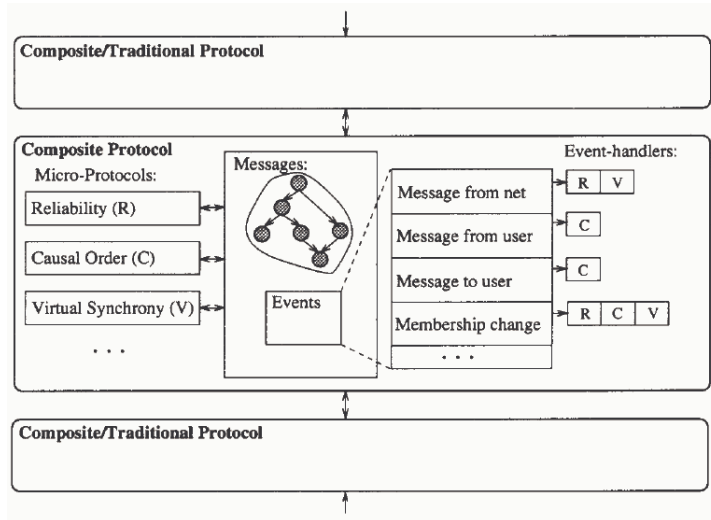 Composite/Traditional Protocol
Composite Protocol
Micro-Protocols:
Reliability (R)
Causal Order (C)
Virtual Synchrony (V)
. . .
Messages:
Events
Message from net
Message from user
Message to user
Membership change
. . .
Event-handlers:
R V
C
C
R C V
Composite/Traditional Protocol